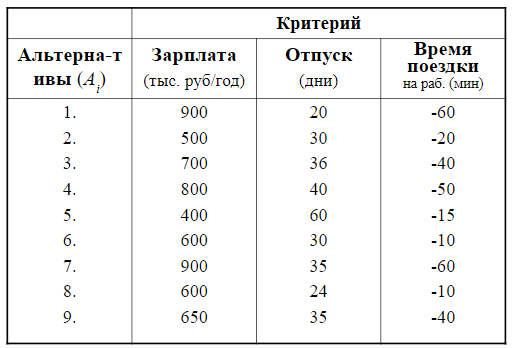 Критерий
Альтерна-т Зарплата Отпуск Время
ивы (Ai) (тыс. руб/год) (дни) поездки
на раб. (мин)
1. 900 20 -60
2. 500 30 -20
3. 700 36 -40
4. 800 40 -50
5. 400 60 -15
6. 600 30 -10
7. 900 35 -60
8. 600 24 -10
9. 650 35 -40